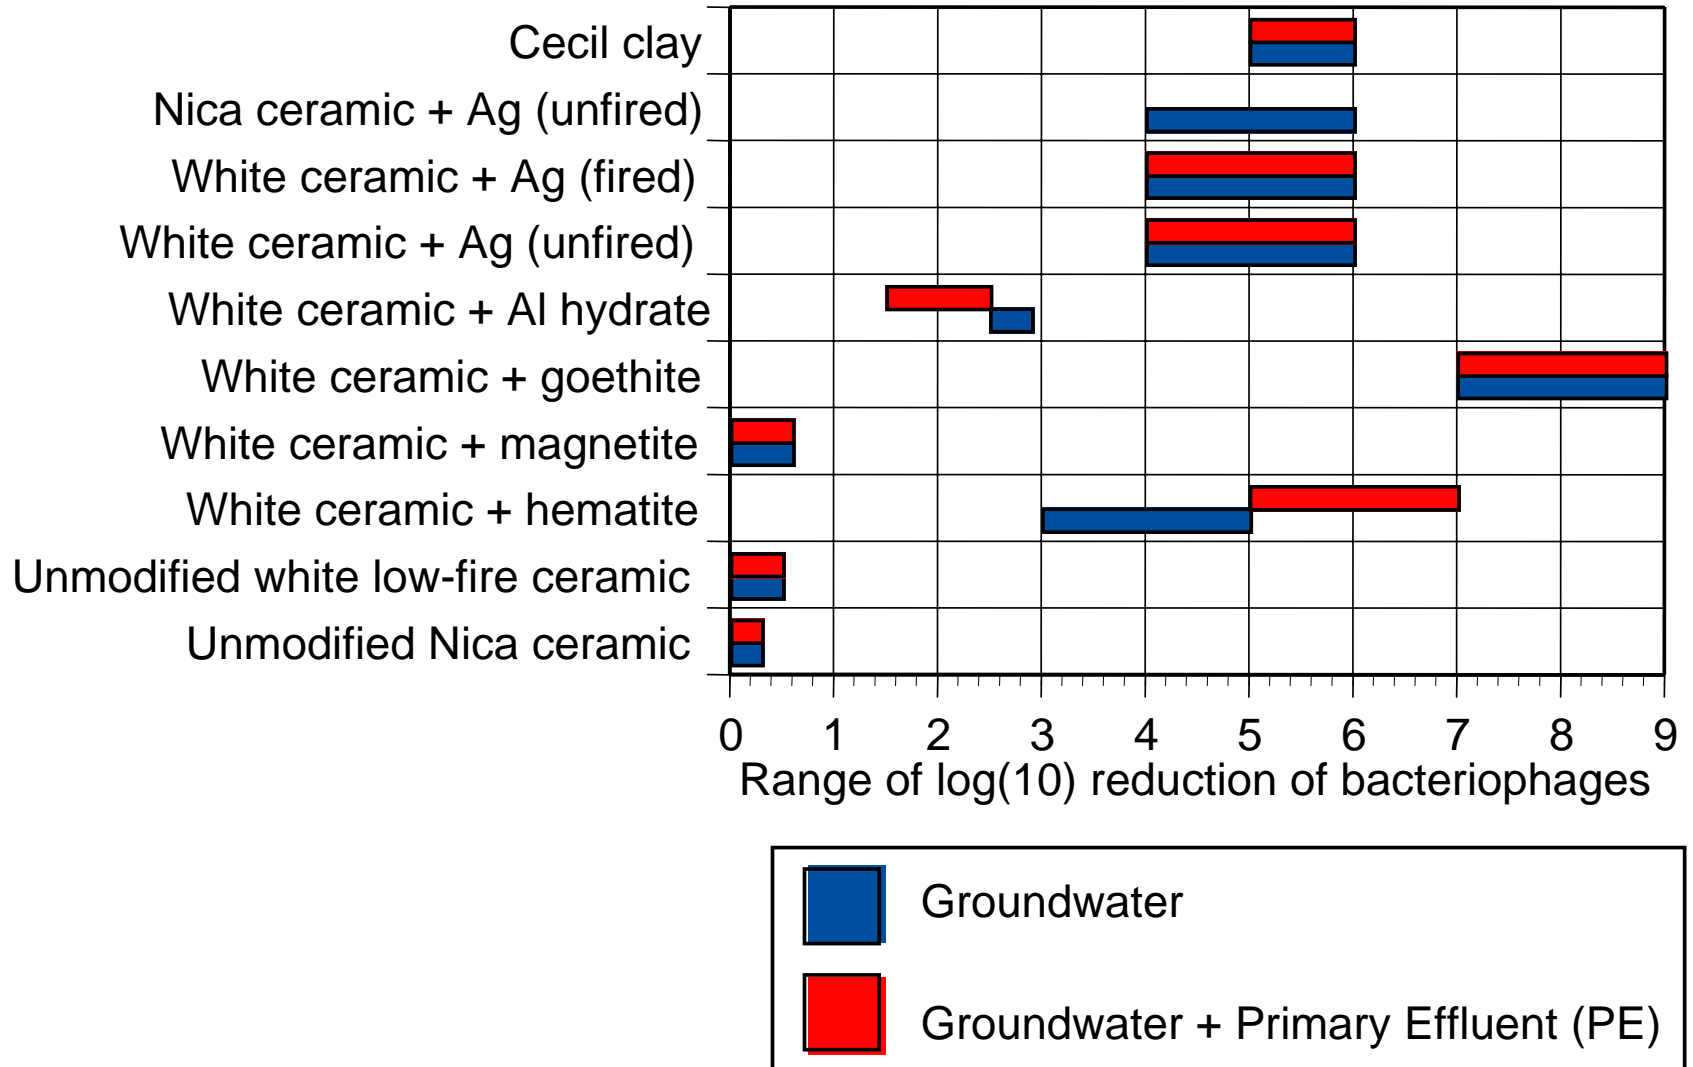 Cecil clay
Nica ceramic + Ag (unfired)
White ceramic + Ag (fired)
White ceramic + Ag (unfired)
White ceramic + Al hydrate
White ceramic + goethite
White ceramic + magnetite
White ceramic + hematite
Unmodified white low-fire ceramic
Unmodified Nica ceramic
0 1 2 3 4 5 6 7 8 9
Range of log(10) reduction of bacteriophages
Groundwater
Groundwater + Primary Effluent (PE)